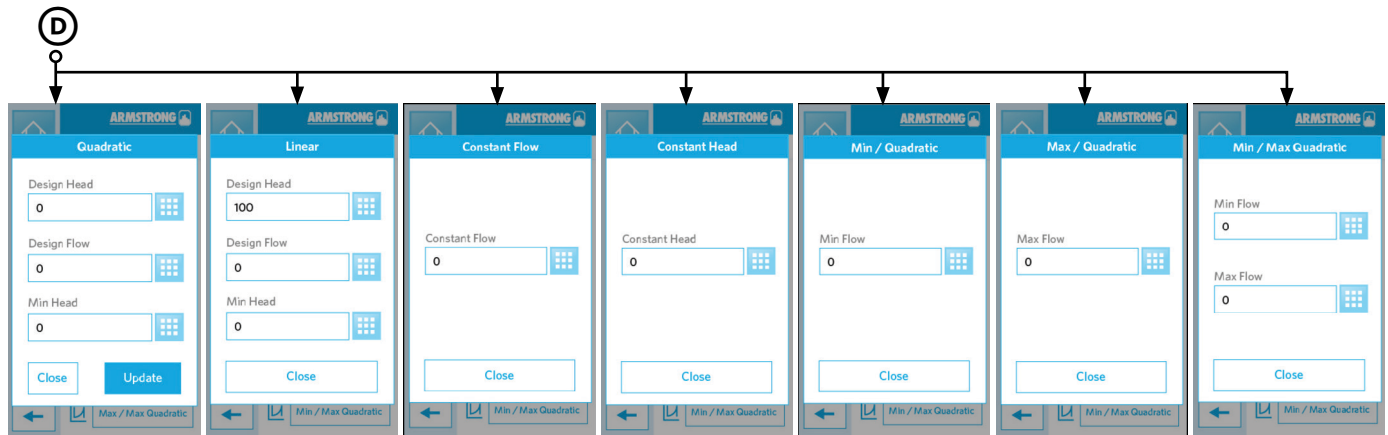 D
ARMSTRONG
Quadratic
Design Head
0
Design Flow
0
Min Head
0
Close
Update
Max / Max Quadratic
ARMSTRONG
Linear
Design Head
100
Design Flow
0
Min Head
0
Close
Min / Max Quadratic
ARMSTRONG
Constant Flow
Constant Flow
0
Close
Min / Max Quadratic
ARMSTRONG
Constant Head
Constant Head
0
Close
Min / Max Quadratic
ARMSTRONG
Min / Quadratic
Min Flow
0
Close
Min / Max Quadratic
ARMSTRONG
Max / Quadratic
Max Flow
0
Close
Min / Max Quadratic
ARMSTRONG
Min / Max Quadratic
Min Flow
0
Max Flow
0
Close
Min / Max Quadratic